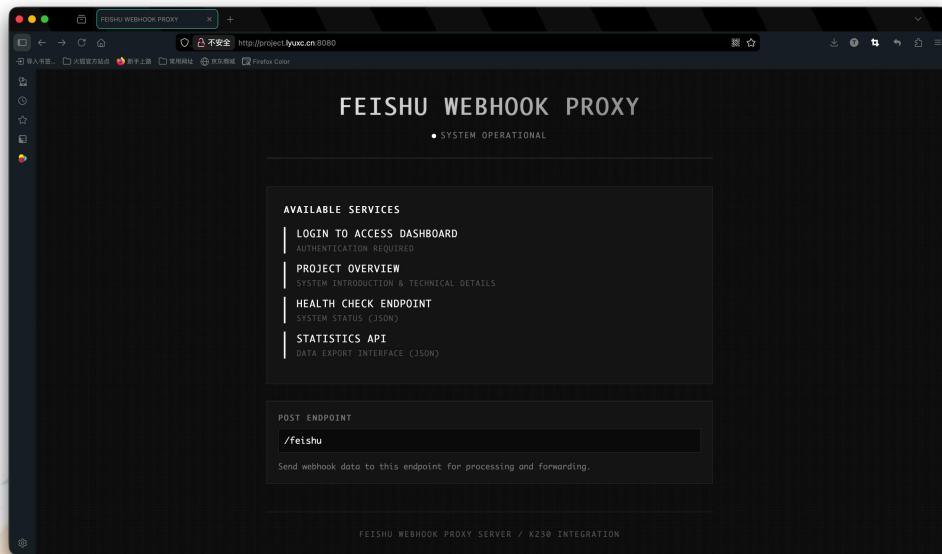 FEISHU WEBHOOK PROXY
不安全 http://project.lyuxc.cn:8080
导入书签... 火狐官方站点 新手上路 常用网址 京东商城 Firefox Color
FEISHU WEBHOOK PROXY
SYSTEM OPERATIONAL
AVAILABLE SERVICES
LOGIN TO ACCESS DASHBOARD
AUTHENTICATION REQUIRED
PROJECT OVERVIEW
SYSTEM INTRODUCTION & TECHNICAL DETAILS
HEALTH CHECK ENDPOINT
SYSTEM STATUS (JSON)
STATISTICS API
DATA EXPORT INTERFACE (JSON)
POST ENDPOINT
/feishu
Send webhook data to this endpoint for processing and forwarding.
FEISHU WEBHOOK PROXY SERVER / K230 INTEGRATION